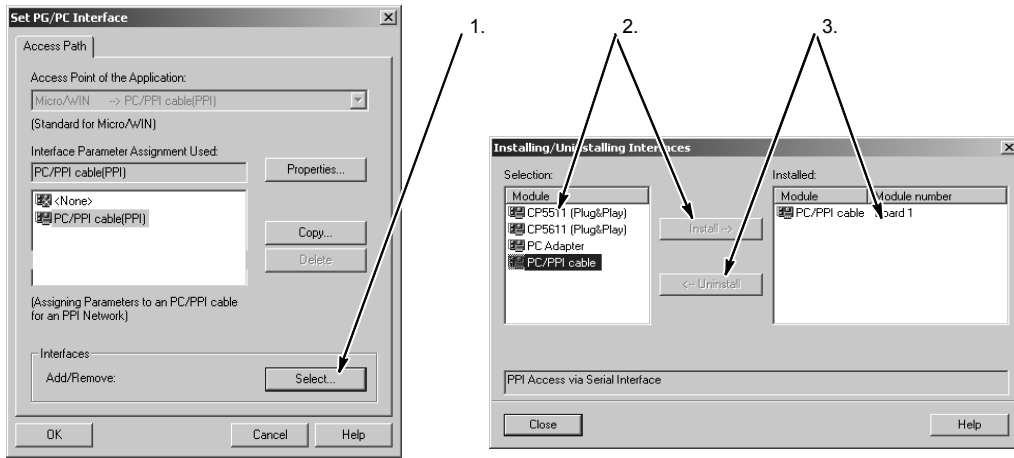 Set PG/PC Interface
Access Path
Access Point of the Application:
Micro/WIN --> PC/PPI cable(PPI)
(Standard for Micro/WIN)
Interface Parameter Assignment Used:
PC/PPI cable(PPI)
Properties...
<None>
PC/PPI cable(PPI)
Copy...
Delete
(Assigning Parameters to an PC/PPI cable
for an PPI Network)
Interfaces
Add/Remove:
Select...
OK
Cancel
Help
1.
2.
3.
Installing/Uninstalling Interfaces
Selection:
Module
CP5511 (Plug&Play)
CP5611 (Plug&Play)
PC Adapter
PC/PPI cable
Install -->
<-- Uninstall
Installed:
Module Module number
PC/PPI cable Board 1
PPI Access via Serial Interface
Close
Help